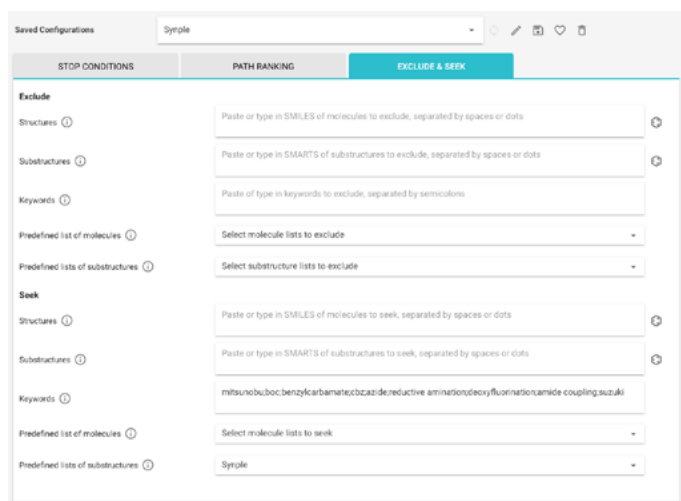 Saved Configurations
Synple
STOP CONDITIONS PATH RANKING EXCLUDE & SEEK
Exclude
Structures Paste or type in SMILES of molecules to exclude, separated by spaces or dots
Substructures Paste or type in SMARTS of substructures to exclude, separated by spaces or dots
Keywords Paste of type in keywords to exclude, separated by semicolons
Predefined list of molecules Select molecule lists to exclude
Predefined lists of substructures Select substructure lists to exclude
Seek
Structures Paste or type in SMILES of molecules to seek, separated by spaces or dots
Substructures Paste or type in SMARTS of substructures to seek, separated by spaces or dots
Keywords mitsunobu;boc;benzylcarbamate;cbz;azide;reductive amination;deoxyfluorination;amide coupling;suzuki
Predefined list of molecules Select molecule lists to seek
Predefined lists of substructures Synple